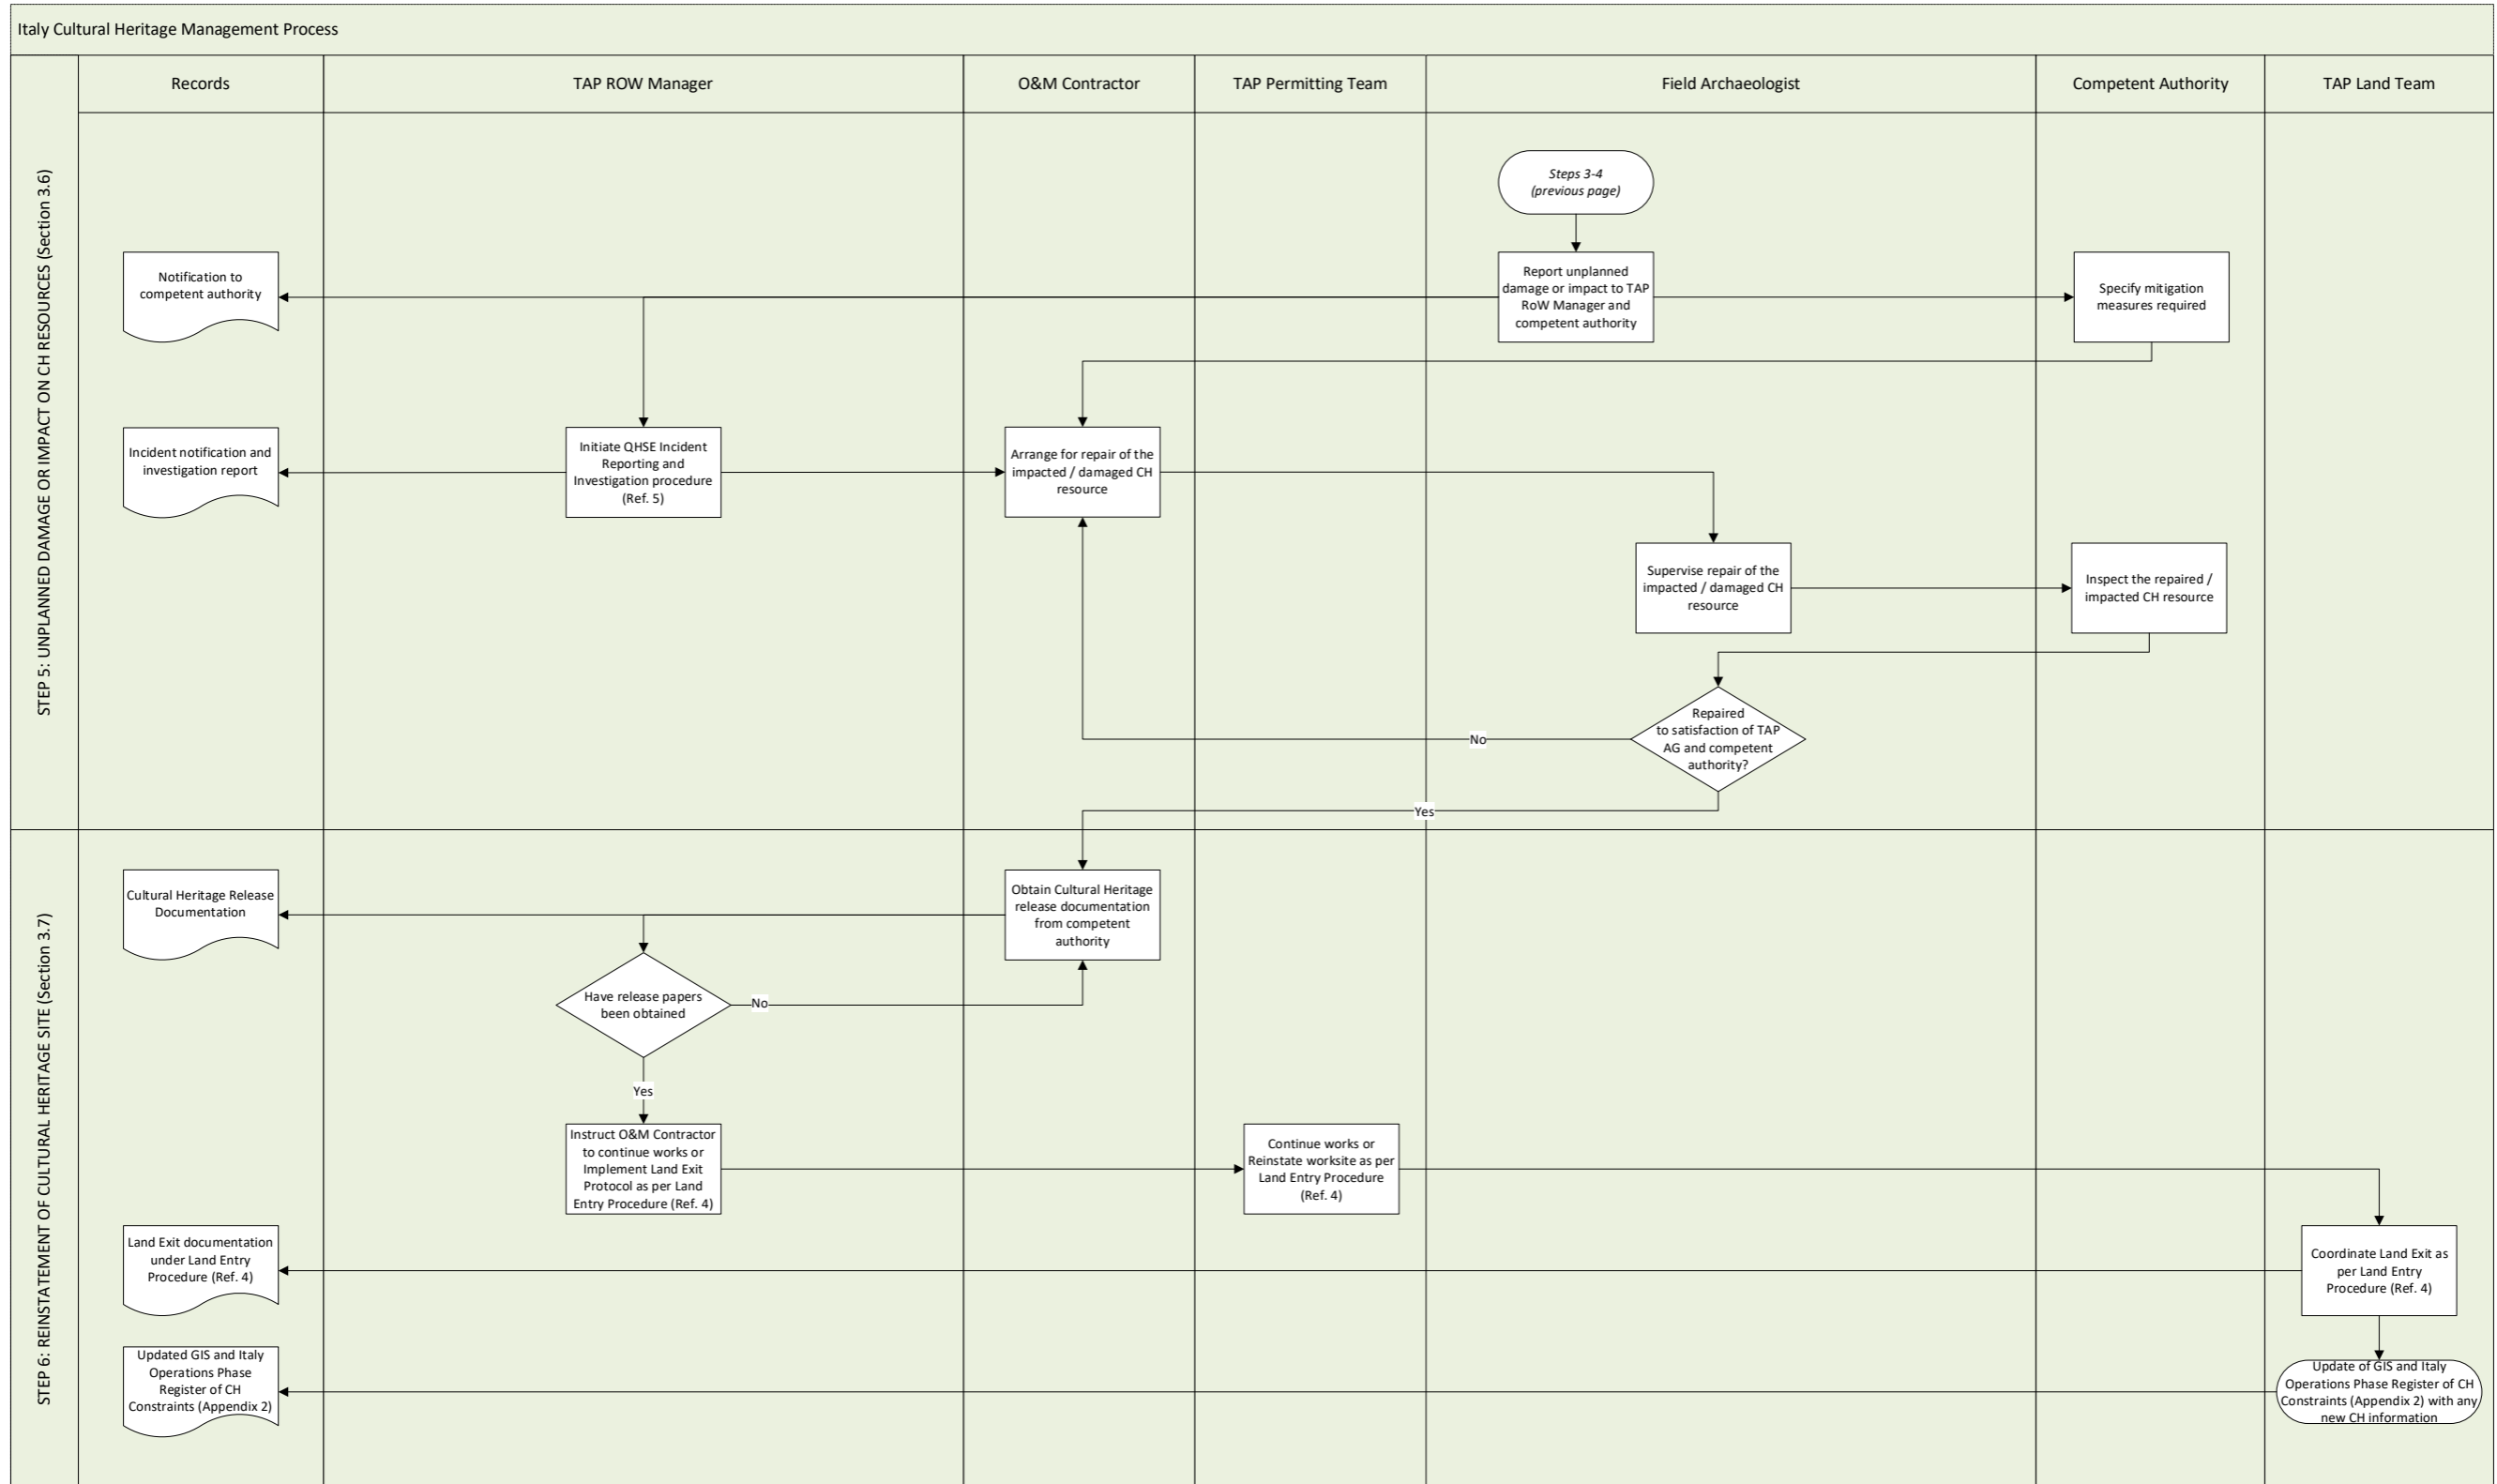 Italy Cultural Heritage Management Process
Records
TAP ROW Manager
O&M Contractor
TAP Permitting Team
Field Archaeologist
Competent Authority
TAP Land Team
STEP 5: UNPLANNED DAMAGE OR IMPACT ON CH RESOURCES (Section 3.6)
Steps 3-4
(previous page)
Notification to
competent authority
Report unplanned
damage or impact to TAP
RoW Manager and
competent authority
Specify mitigation
measures required
Incident notification and
investigation report
Initiate QHSE Incident
Reporting and
Investigation procedure
(Ref. 5)
Arrange for repair of the
impacted / damaged CH
resource
Supervise repair of the
impacted / damaged CH
resource
Inspect the repaired /
impacted CH resource
Repaired
to satisfaction of TAP
AG and competent
authority?
No
Yes
STEP 6: REINSTATEMENT OF CULTURAL HERITAGE SITE (Section 3.7)
Cultural Heritage Release
Documentation
Obtain Cultural Heritage
release documentation
from competent
authority
Have release papers
been obtained
No
Yes
Instruct O&M Contractor
to continue works or
Implement Land Exit
Protocol as per Land
Entry Procedure (Ref. 4)
Continue works or
Reinstate worksite as per
Land Entry Procedure
(Ref. 4)
Land Exit documentation
under Land Entry
Procedure (Ref. 4)
Coordinate Land Exit as
per Land Entry
Procedure (Ref. 4)
Updated GIS and Italy
Operations Phase
Register of CH
Constraints (Appendix 2)
Update of GIS and Italy
Operations Phase Register of CH
Constraints (Appendix 2) with any
new CH information